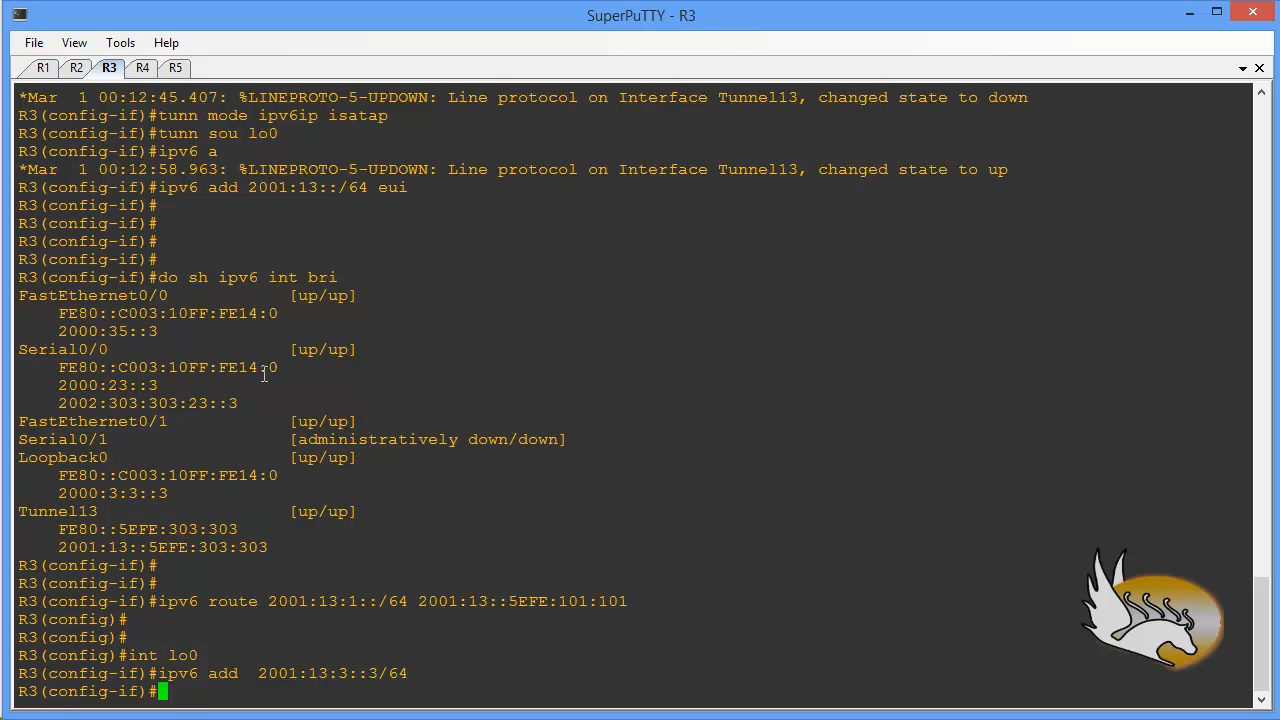 SuperPuTTY - R3
File View Tools Help
R1 R2 R3 R4 R5
*Mar  1 00:12:45.407: %LINEPROTO-5-UPDOWN: Line protocol on Interface Tunnel13, changed state to down
R3(config-if)#tunn mode ipv6ip isatap
R3(config-if)#tunn sou lo0
R3(config-if)#ipv6 a
*Mar  1 00:12:58.963: %LINEPROTO-5-UPDOWN: Line protocol on Interface Tunnel13, changed state to up
R3(config-if)#ipv6 add 2001:13::/64 eui
R3(config-if)#
R3(config-if)#
R3(config-if)#
R3(config-if)#
R3(config-if)#do sh ipv6 int bri
FastEthernet0/0            [up/up]
    FE80::C003:10FF:FE14:0
    2000:35::3
Serial0/0                  [up/up]
    FE80::C003:10FF:FE14:0
    2000:23::3
    2002:303:303:23::3
FastEthernet0/1            [up/up]
Serial0/1                  [administratively down/down]
Loopback0                  [up/up]
    FE80::C003:10FF:FE14:0
    2000:3:3::3
Tunnel13                   [up/up]
    FE80::5EFE:303:303
    2001:13::5EFE:303:303
R3(config-if)#
R3(config-if)#
R3(config-if)#ipv6 route 2001:13:1::/64 2001:13::5EFE:101:101
R3(config)#
R3(config)#
R3(config)#int lo0
R3(config-if)#ipv6 add  2001:13:3::3/64
R3(config-if)#